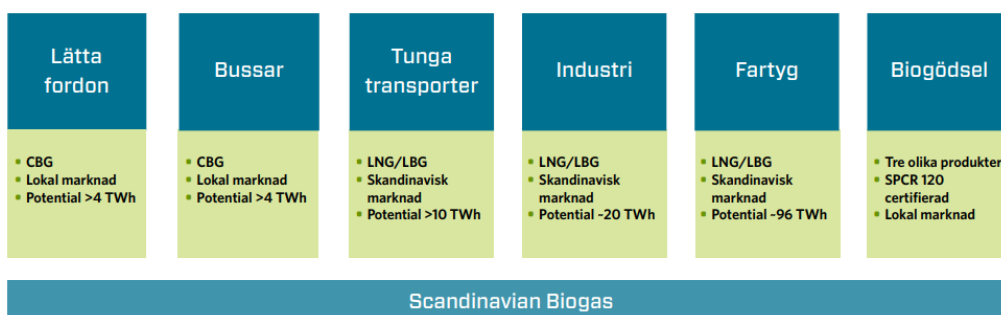 Lätta
fordon
• CBG
• Lokal marknad
• Potential >4 TWh
Bussar
• CBG
• Lokal marknad
• Potential >4 TWh
Tunga
transporter
• LNG/LBG
• Skandinavisk
marknad
• Potential >10 TWh
Industri
• LNG/LBG
• Skandinavisk
marknad
• Potential ~20 TWh
Fartyg
• LNG/LBG
• Skandinavisk
marknad
• Potential ~96 TWh
Biogödsel
• Tre olika produkter
• SPCR 120
certifierad
• Lokal marknad
Scandinavian Biogas